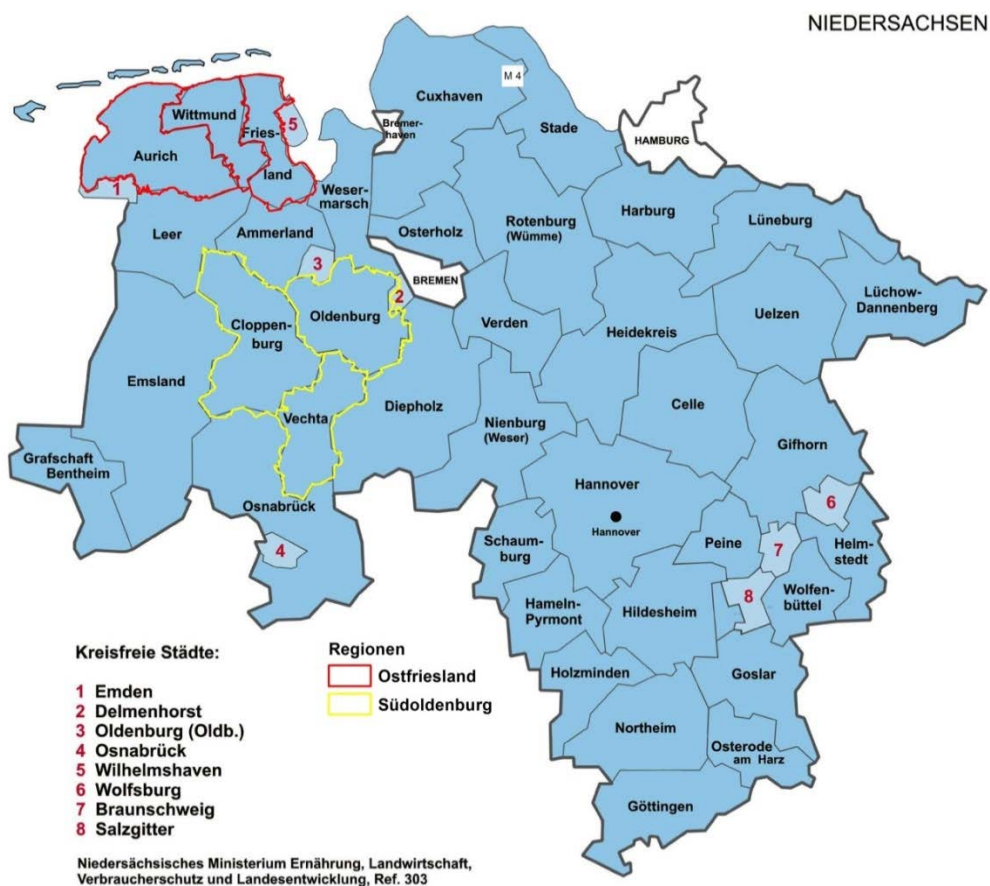 NIEDERSACHSEN
M 4
Cuxhaven
Bremer-
haven
Stade
HAMBURG
Wittmund
5
Fries-
land
Aurich
1
Weser-
marsch
Leer
Ammerland
Osterholz
Rotenburg
(Wümme)
Harburg
Lüneburg
3
BREMEN
2
Oldenburg
Cloppen-
burg
Verden
Heidekreis
Uelzen
Lüchow-
Dannenberg
Emsland
Vechta
Diepholz
Nienburg
(Weser)
Celle
Gifhorn
Grafschaft
Bentheim
Osnabrück
4
Hannover
Hannover
6
Schaum-
burg
Peine
7
Helm-
stedt
8
Wolfen-
büttel
Hameln-
Pyrmont
Hildesheim
Holzminden
Goslar
Northeim
Osterode
am Harz
Göttingen
Kreisfreie Städte:
1 Emden
2 Delmenhorst
3 Oldenburg (Oldb.)
4 Osnabrück
5 Wilhelmshaven
6 Wolfsburg
7 Braunschweig
8 Salzgitter
Regionen
Ostfriesland
Südoldenburg
Niedersächsisches Ministerium Ernährung, Landwirtschaft,
Verbraucherschutz und Landesentwicklung, Ref. 303